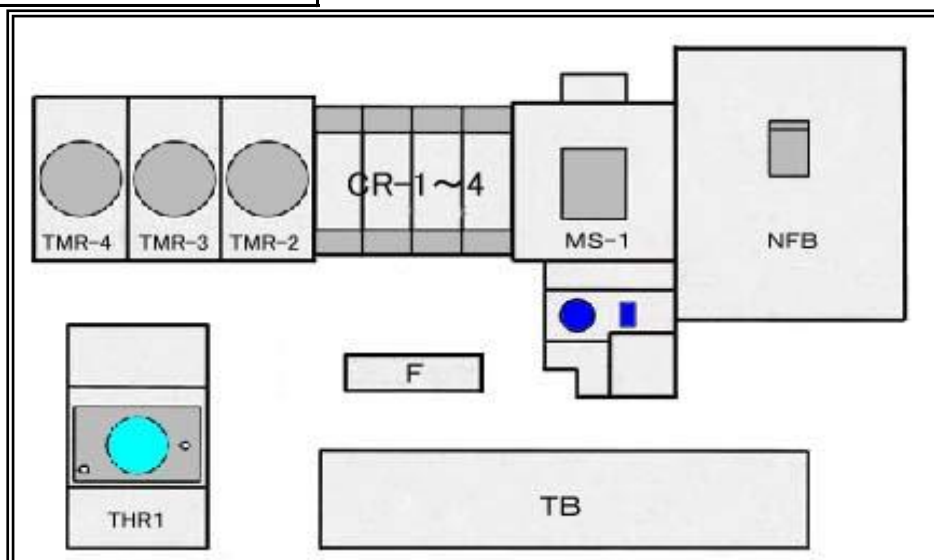 CR-1～4
TMR-4 TMR-3 TMR-2 MS-1 NFB
F
TB
THR1